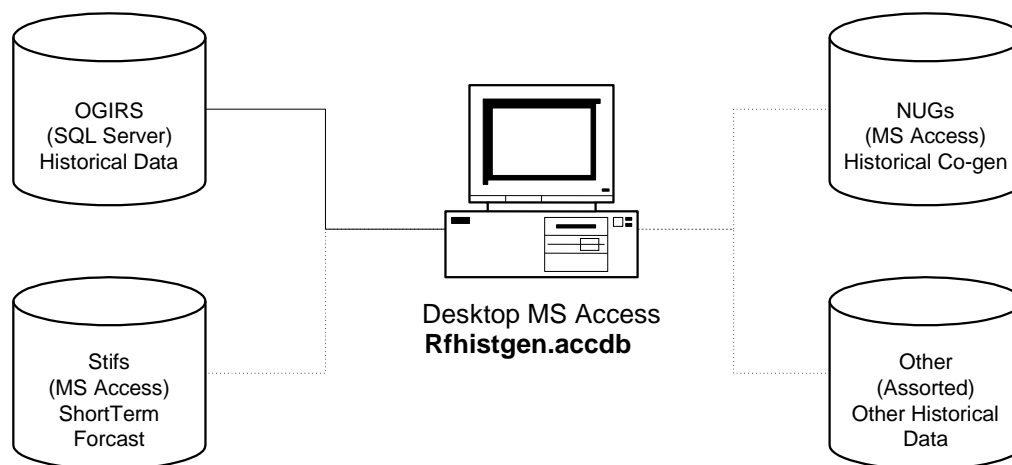 OGIRS
(SQL Server)
Historical Data
NUGs
(MS Access)
Historical Co-gen
Desktop MS Access
Rfhistgen.accdb
Stifs
(MS Access)
ShortTerm
Forcast
Other
(Assorted)
Other Historical
Data